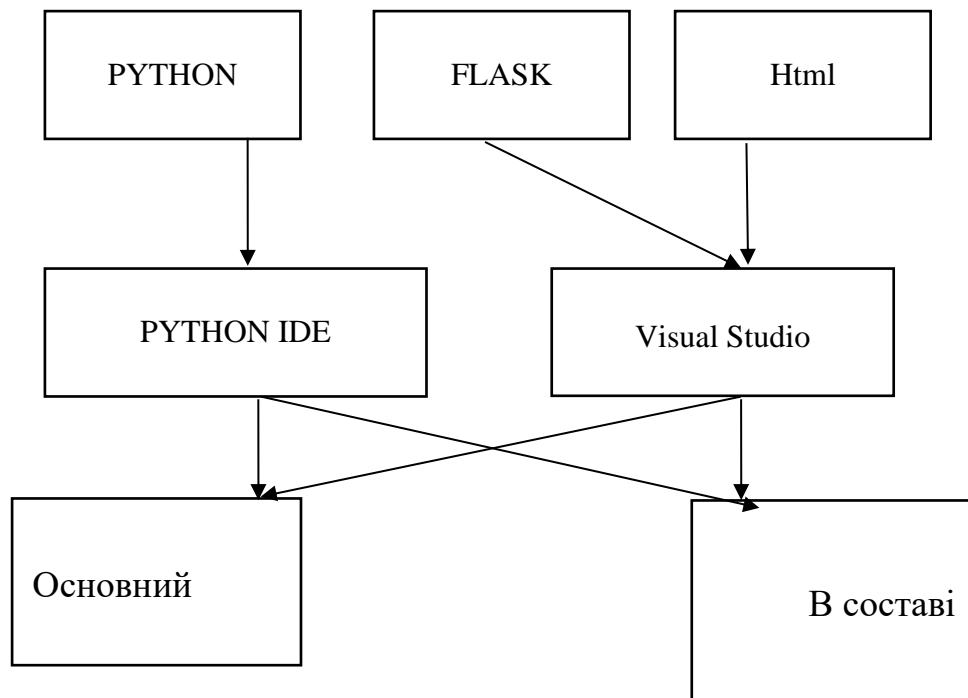 PYTHON
FLASK
Html
PYTHON IDE
Visual Studio
Основний
В составі